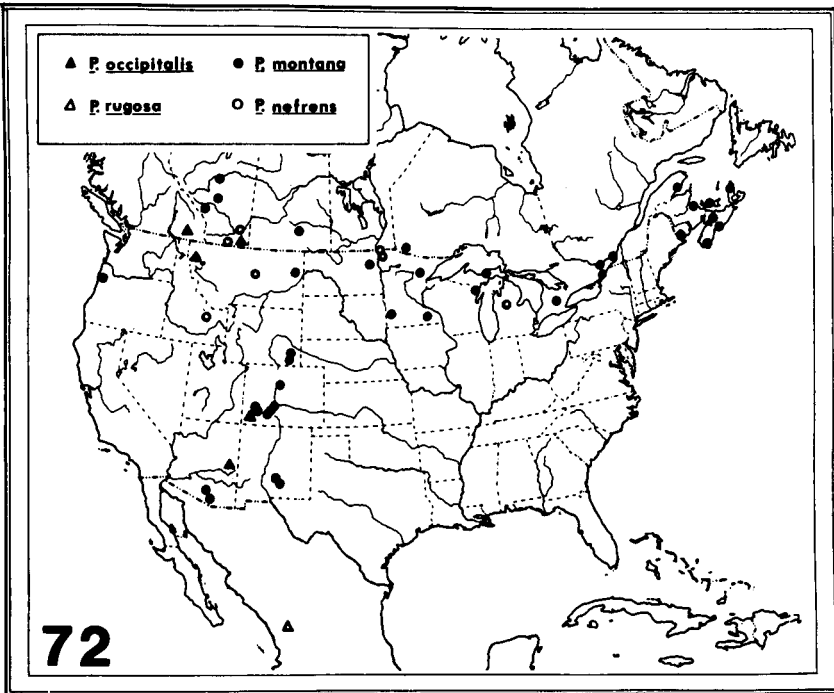 ▲ P. occipitalis ● P. montana
△ P. rugosa ○ P. nefrens
72